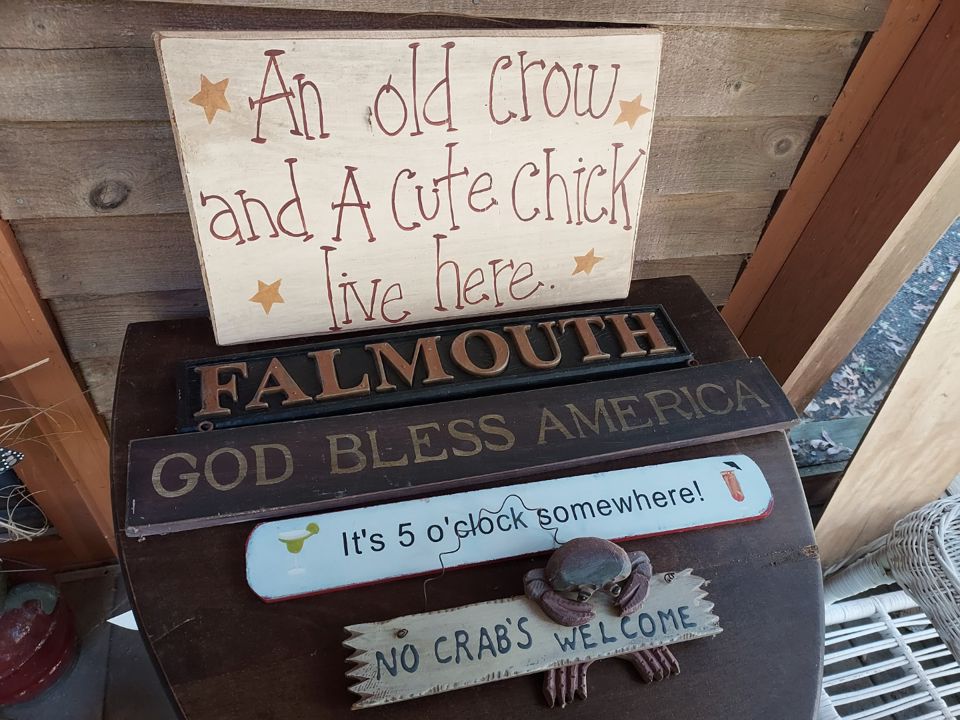 An old crow
and A cute chick
live here.
FALMOUTH
GOD BLESS AMERICA
It's 5 o'clock somewhere!
NO CRAB'S WELCOME